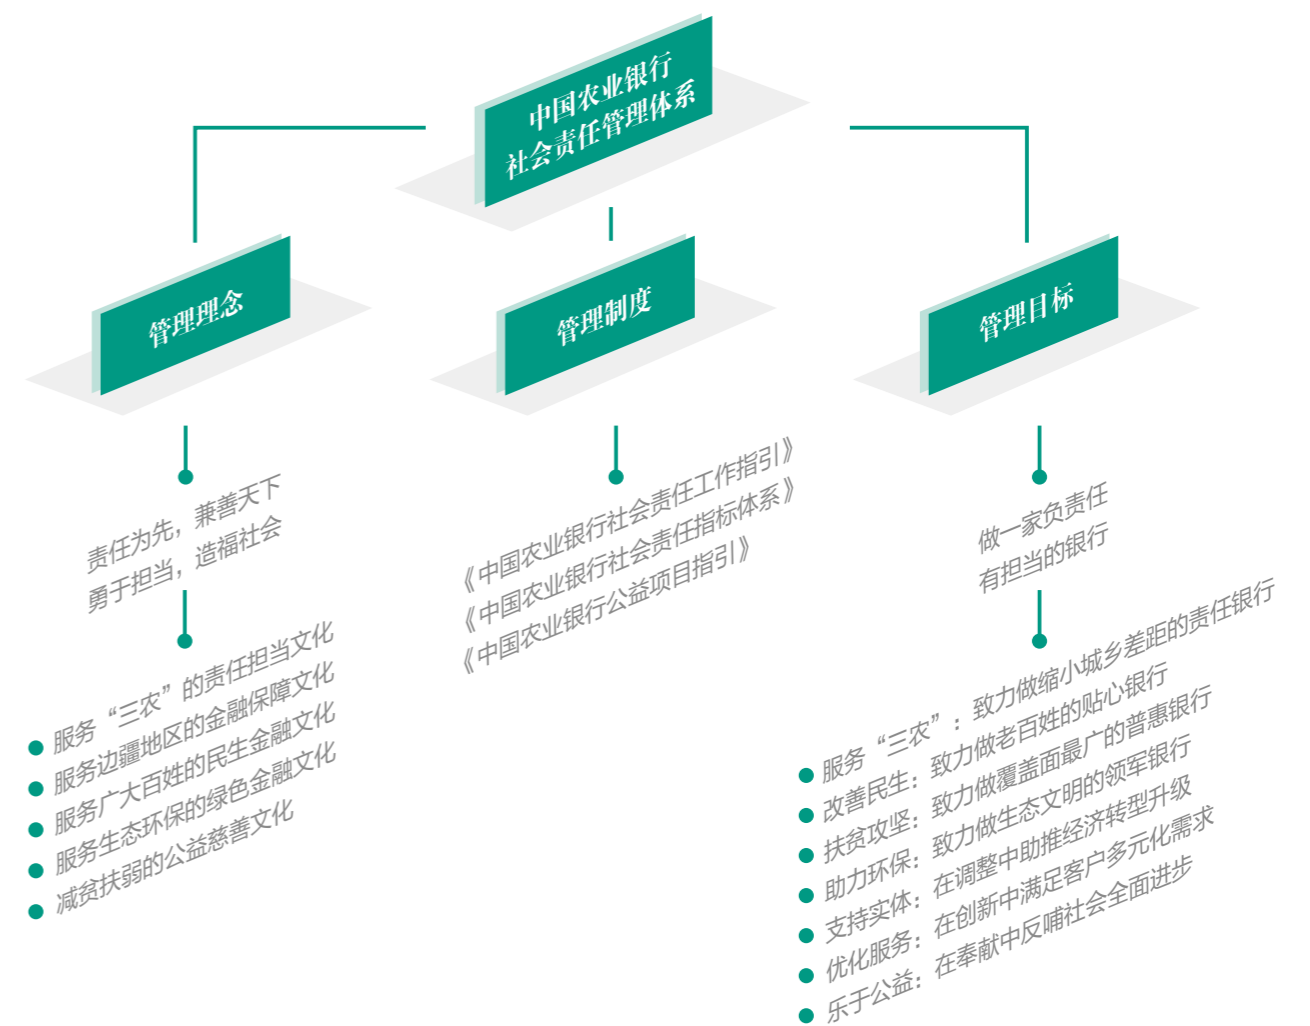 中国农业银行
社会责任管理体系
管理理念
管理制度
管理目标
责任为先，兼善天下
勇于担当，造福社会
服务“三农”的责任担当文化
服务边疆地区的金融保障文化
服务广大百姓的民生金融文化
服务生态环保的绿色金融文化
减贫扶弱的公益慈善文化
《中国农业银行社会责任工作指引》
《中国农业银行社会责任指标体系》
《中国农业银行公益项目指引》
做一家负责任
有担当的银行
服务“三农”：致力做缩小城乡差距的责任银行
改善民生：致力做老百姓的贴心银行
扶贫攻坚：致力做覆盖面最广的普惠银行
助力环保：致力做生态文明的领军银行
支持实体：在调整中助推经济转型升级
优化服务：在创新中满足客户多元化需求
乐于公益：在奉献中反哺社会全面进步